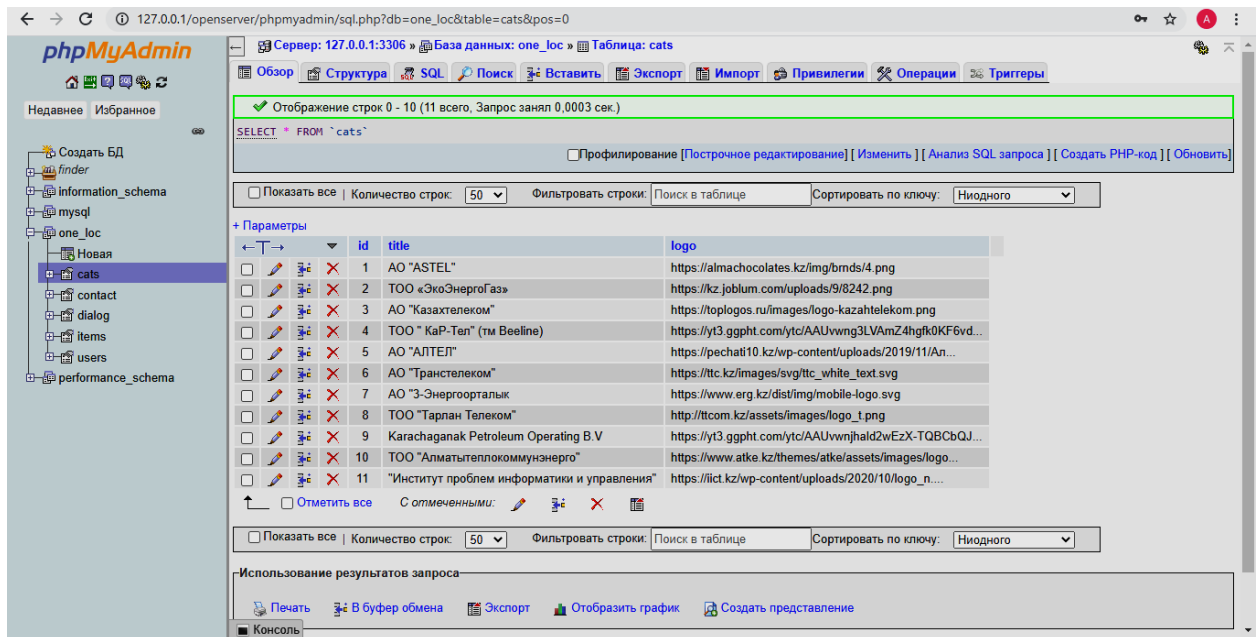 127.0.0.1/openserver/phpmyadmin/sql.php?db=one_loc&table=cats&pos=0
A
phpMyAdmin
Недавнее Избранное
Создать БД
finder
information_schema
mysql
one_loc
Новая
cats
contact
dialog
items
users
performance_schema
Сервер: 127.0.0.1:3306 » База данных: one_loc » Таблица: cats
Обзор Структура SQL Поиск Вставить Экспорт Импорт Привилегии Операции Триггеры
Отображение строк 0 - 10 (11 всего, Запрос занял 0,0003 сек.)
SELECT * FROM `cats`
Профилирование [Построчное редактирование] [ Изменить ] [ Анализ SQL запроса ] [ Создать PHP-код ] [ Обновить]
Показать все | Количество строк: 50 Фильтровать строки: Поиск в таблице Сортировать по ключу: Ниодного
+ Параметры
←T→ id title logo
1 АО "ASTEL" https://almachocolates.kz/img/brnds/4.png
2 ТОО «ЭкоЭнергоГаз» https://kz.joblum.com/uploads/9/8242.png
3 АО "Казахтелеком" https://toplogos.ru/images/logo-kazahtelekom.png
4 ТОО " КаР-Тел" (тм Beeline) https://yt3.ggpht.com/ytc/AAUvwng3LVAmZ4hgfk0KF6vd...
5 АО "АЛТЕЛ" https://pechati10.kz/wp-content/uploads/2019/11/Ал...
6 АО "Транстелеком" https://ttc.kz/images/svg/ttc_white_text.svg
7 АО "3-Энергоорталык https://www.erg.kz/dist/img/mobile-logo.svg
8 ТОО "Тарлан Телеком" http://ttcom.kz/assets/images/logo_t.png
9 Karachaganak Petroleum Operating B.V https://yt3.ggpht.com/ytc/AAUvwnjhald2wEzX-TQBCbQJ...
10 ТОО "Алматытеплокоммунэнерго" https://www.atke.kz/themes/atke/assets/images/logo...
11 "Институт проблем информатики и управления" https://iict.kz/wp-content/uploads/2020/10/logo_n....
Отметить все С отмеченными:
Показать все | Количество строк: 50 Фильтровать строки: Поиск в таблице Сортировать по ключу: Ниодного
Использование результатов запроса
Печать В буфер обмена Экспорт Отобразить график Создать представление
Консоль